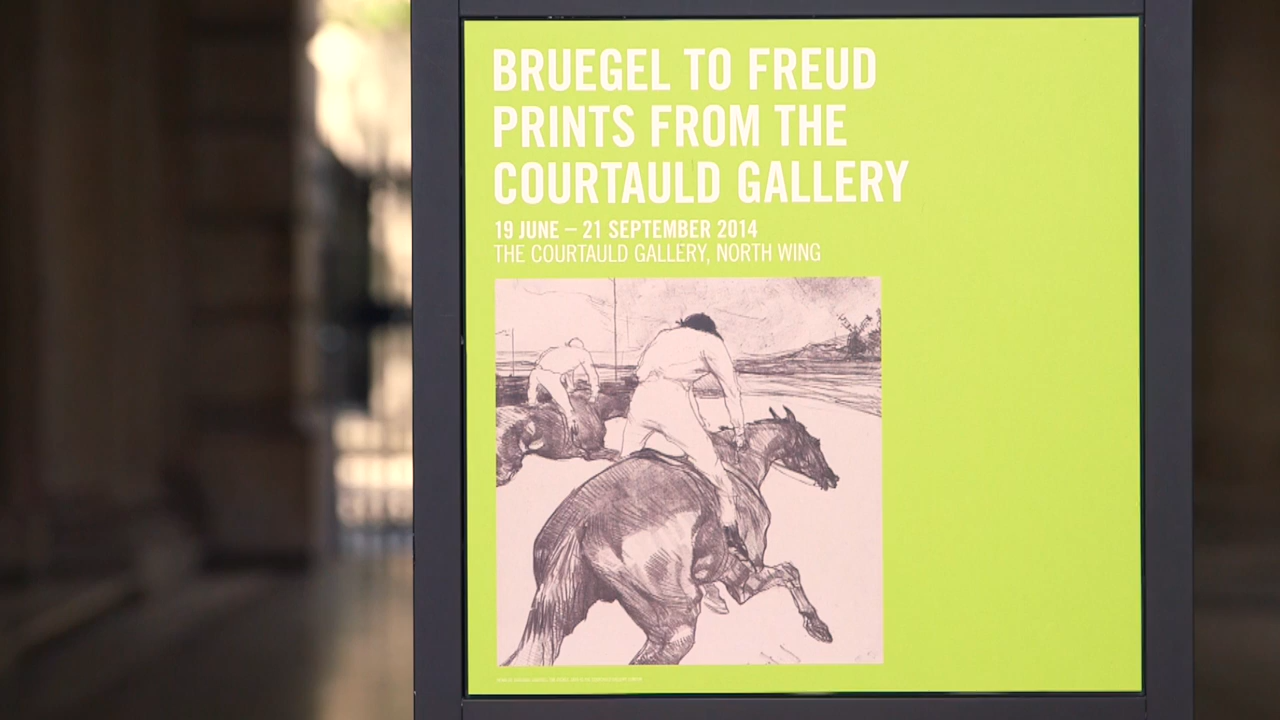 BRUEGEL TO FREUD
PRINTS FROM THE
COURTAULD GALLERY
19 JUNE – 21 SEPTEMBER 2014
THE COURTAULD GALLERY, NORTH WING